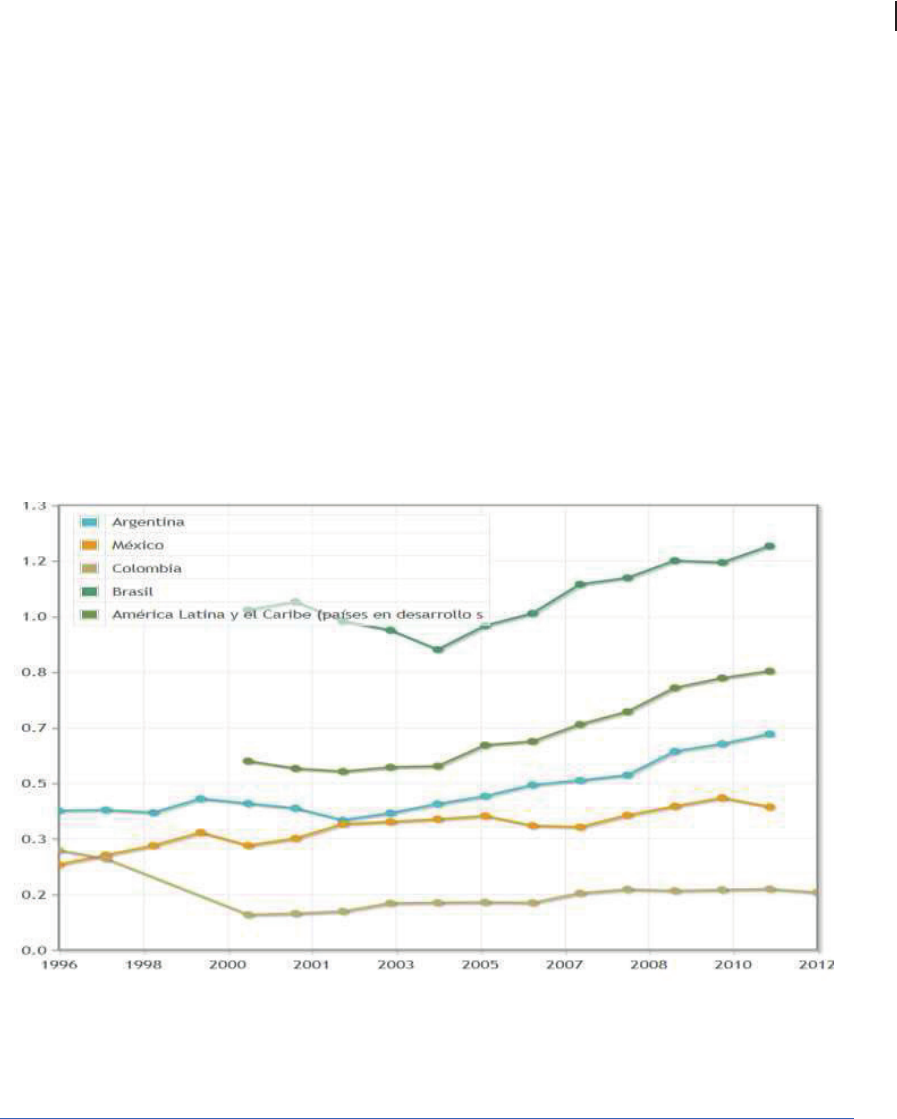 1.3
Argentina
México
1.2
Colombia
Brasil
1.0
América Latina y el Caribe (países en desarrollo s
0.8
0.7
0.5
0.3
0.2
0.0
1996 1998 2000 2001 2003 2005 2007 2008 2010 2012